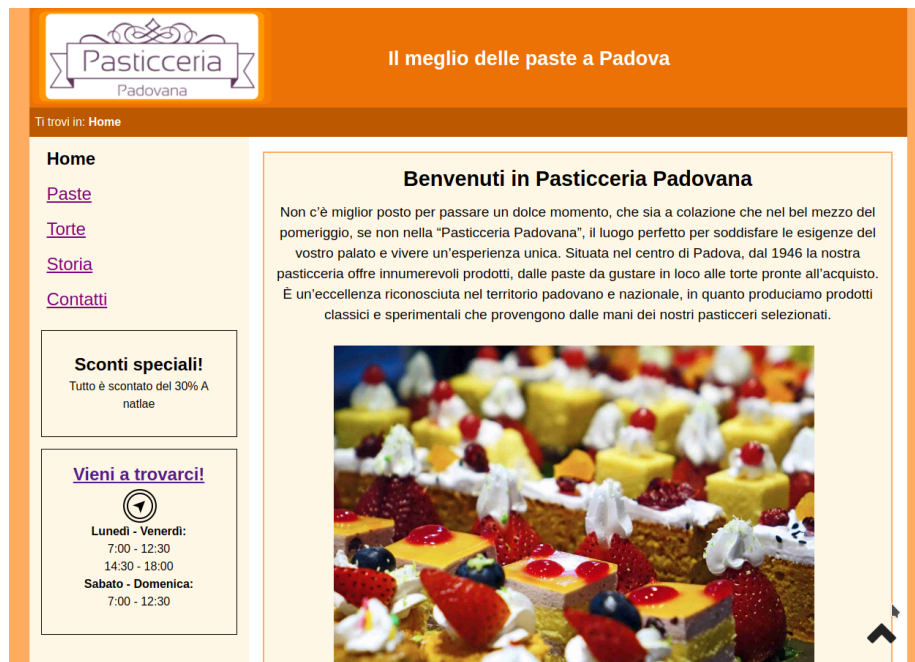 Pasticceria
Padovana
Il meglio delle paste a Padova
Ti trovi in: Home
Home
Paste
Torte
Storia
Contatti
Sconti speciali!
Tutto è scontato del 30% A
natlae
Vieni a trovarci!
Lunedì - Venerdì:
7:00 - 12:30
14:30 - 18:00
Sabato - Domenica:
7:00 - 12:30
Benvenuti in Pasticceria Padovana
Non c’è miglior posto per passare un dolce momento, che sia a colazione che nel bel mezzo del
pomeriggio, se non nella “Pasticceria Padovana”, il luogo perfetto per soddisfare le esigenze del
vostro palato e vivere un’esperienza unica. Situata nel centro di Padova, dal 1946 la nostra
pasticceria offre innumerevoli prodotti, dalle paste da gustare in loco alle torte pronte all’acquisto.
È un’eccellenza riconosciuta nel territorio padovano e nazionale, in quanto produciamo prodotti
classici e sperimentali che provengono dalle mani dei nostri pasticceri selezionati.